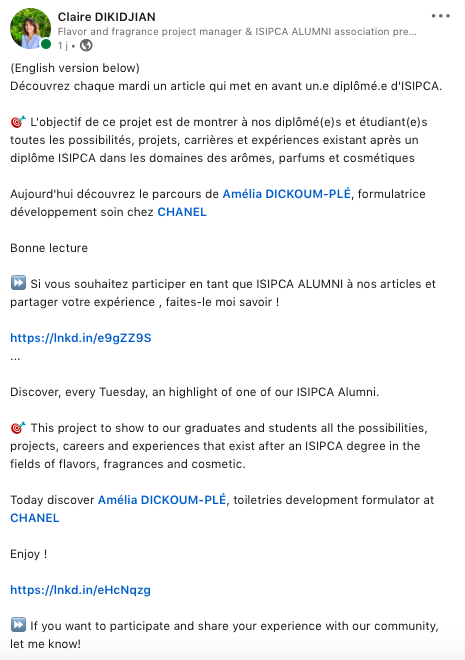 Claire DIKIDJIAN
Flavor and fragrance project manager & ISIPCA ALUMNI association pre...
1 j •
(English version below)
Découvrez chaque mardi un article qui met en avant un.e diplômé.e d'ISIPCA.
🎯 L'objectif de ce projet est de montrer à nos diplômé(e)s et étudiant(e)s
toutes les possibilités, projets, carrières et expériences existant après un
diplôme ISIPCA dans les domaines des arômes, parfums et cosmétiques
Aujourd'hui découvrez le parcours de Amélia DICKOUM-PLÉ, formulatrice
développement soin chez CHANEL
Bonne lecture
⏩ Si vous souhaitez participer en tant que ISIPCA ALUMNI à nos articles et
partager votre expérience , faites-le moi savoir !
https://lnkd.in/e9gZZ9S
...
Discover, every Tuesday, an highlight of one of our ISIPCA Alumni.
🎯 This project to show to our graduates and students all the possibilities,
projects, careers and experiences that exist after an ISIPCA degree in the
fields of flavors, fragrances and cosmetic.
Today discover Amélia DICKOUM-PLÉ, toiletries development formulator at
CHANEL
Enjoy !
https://lnkd.in/eHcNqzg
⏩ If you want to participate and share your experience with our community,
let me know!